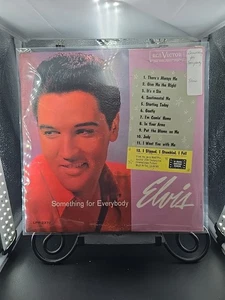 RCA VICTOR
1. There's Always Me
2. Give Me the Right
3. It's a Sin
4. Sentimental Me
5. Starting Today
6. Gently
7. I'm Comin' Home
8. In Your Arms
9. Put the Blame on Me
10. Judy
11. I Want You with Me
12. I Slipped, I Stumbled, I Fell
Something for Everybody
Elvis